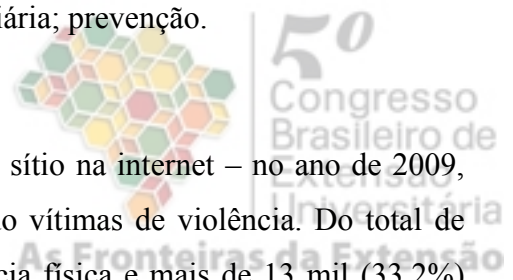 iária; prevenção.
5º
Congresso
Brasileiro de
Extensão
Universitária
As Fronteiras da Extensão
sítio na internet – no ano de 2009,
o vítimas de violência. Do total de
cia física e mais de 13 mil (33,2%)